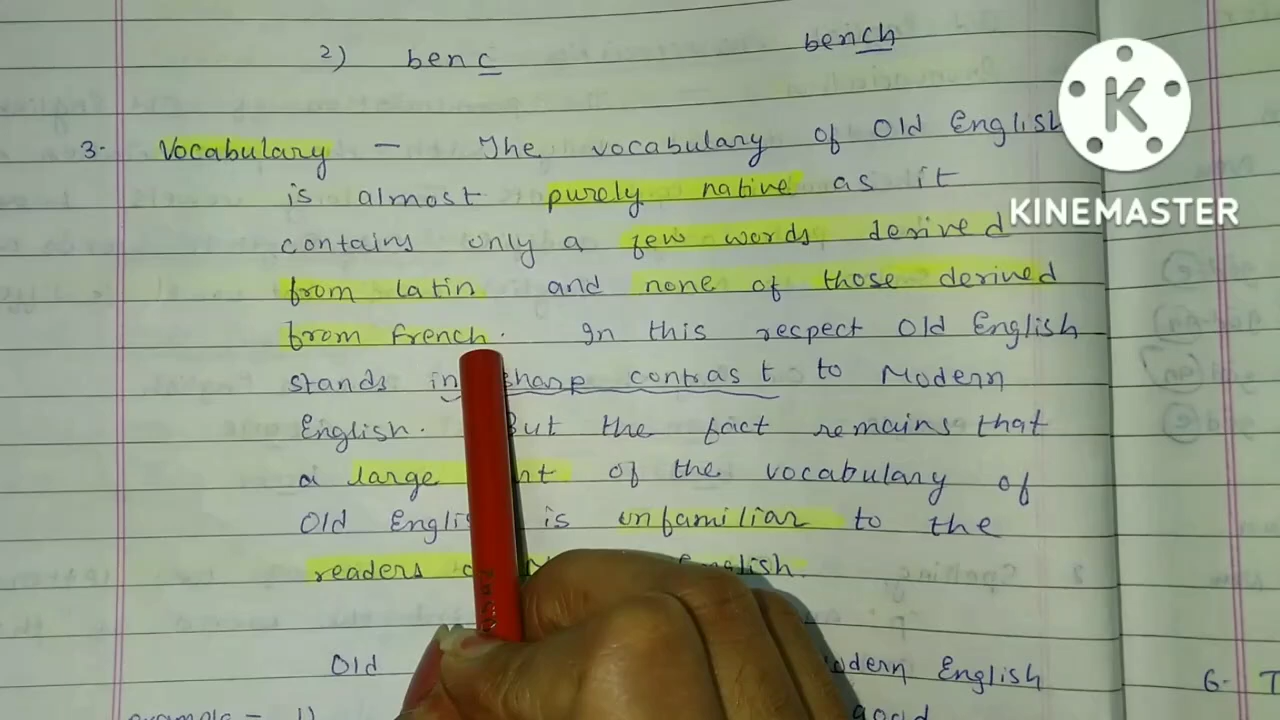 2) benc bench
3. Vocabulary - The vocabulary of Old English
is almost purely native as it
contains only a few words derived
from latin and none of those derived
from french. In this respect Old English
stands in sharp contrast to Modern
English. But the fact remains that
a large of the vocabulary of
Old is unfamiliar to the
readers English.
Old Modern English
6.
KINEMASTER